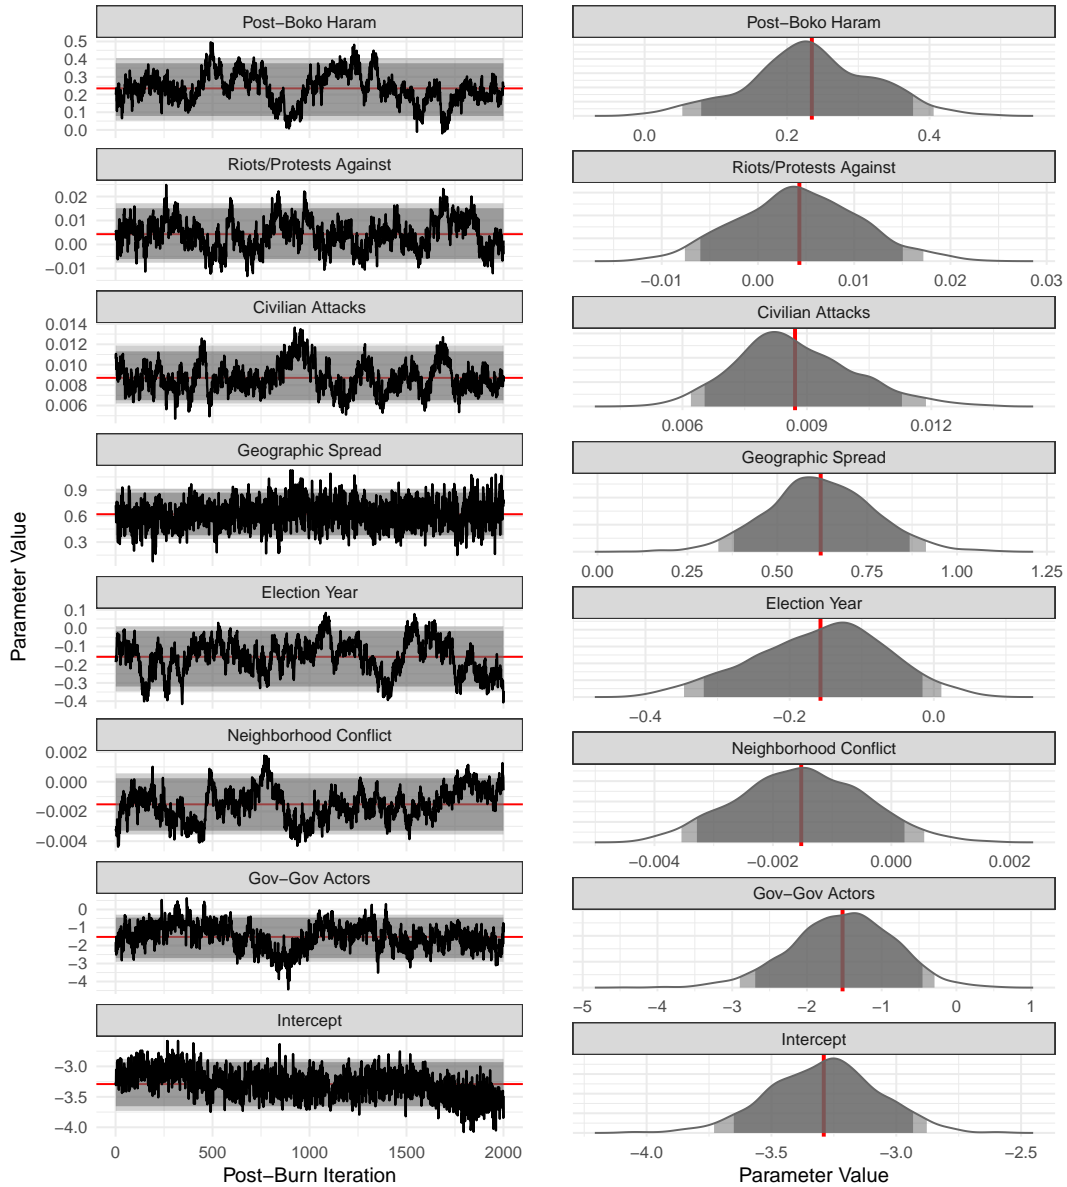 Post−Boko Haram
0.5
0.4
0.3
0.2
0.1
0.0
Riots/Protests Against
0.02
0.01
0.00
−0.01
Civilian Attacks
0.014
0.012
0.010
0.008
0.006
Geographic Spread
0.9
0.6
0.3
Election Year
0.1
0.0
−0.1
−0.2
−0.3
−0.4
Neighborhood Conflict
0.002
0.000
−0.002
−0.004
Gov−Gov Actors
0
−1
−2
−3
−4
Intercept
−3.0
−3.5
−4.0
0 500 1000 1500 2000
Post−Burn Iteration
Parameter Value
Post−Boko Haram
0.0 0.2 0.4
Riots/Protests Against
−0.01 0.00 0.01 0.02 0.03
Civilian Attacks
0.006 0.009 0.012
Geographic Spread
0.00 0.25 0.50 0.75 1.00 1.25
Election Year
−0.4 −0.2 0.0
Neighborhood Conflict
−0.004 −0.002 0.000 0.002
Gov−Gov Actors
−5 −4 −3 −2 −1 0 1
Intercept
−4.0 −3.5 −3.0 −2.5
Parameter Value